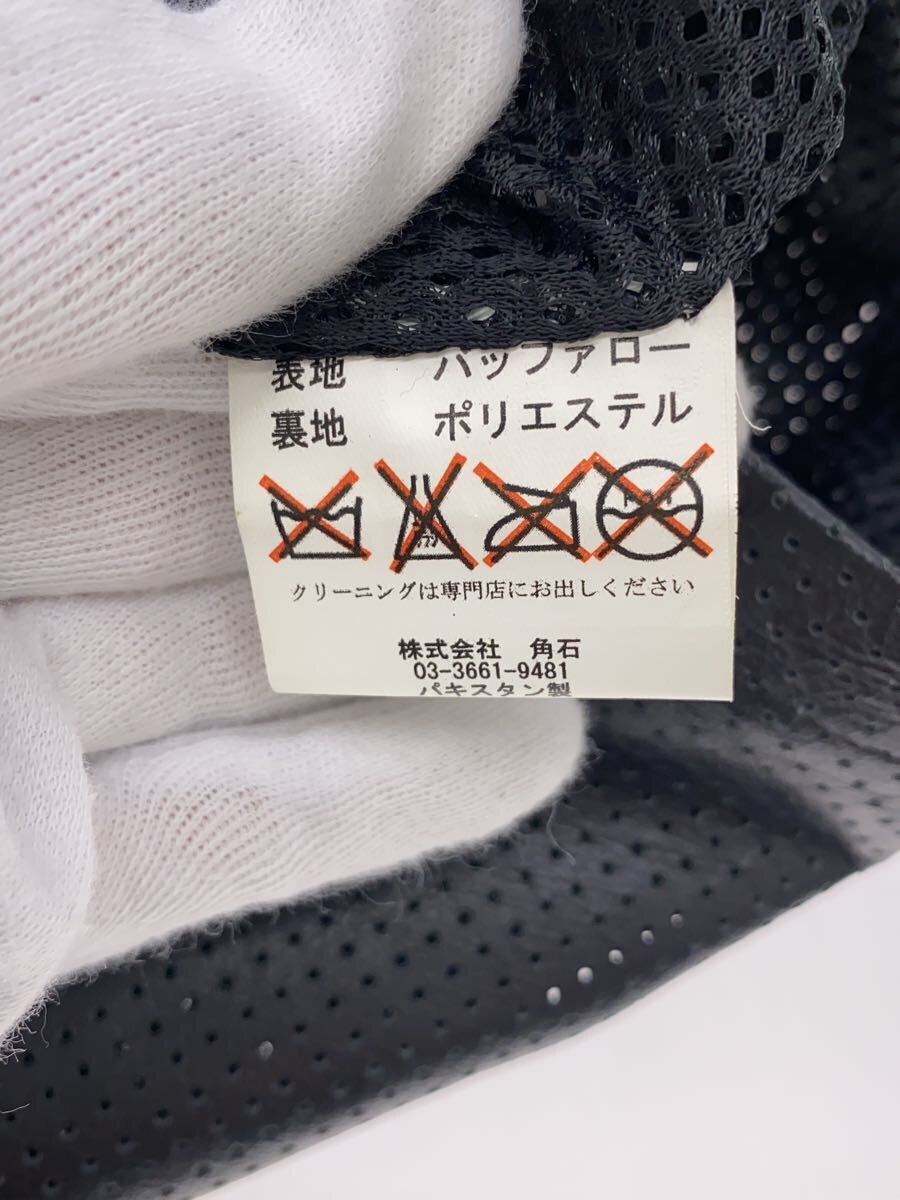 表地 バッファロー
裏地 ポリエステル
クリーニングは専門店にお出しください
株式会社 角石
03-3661-9481
パキスタン製